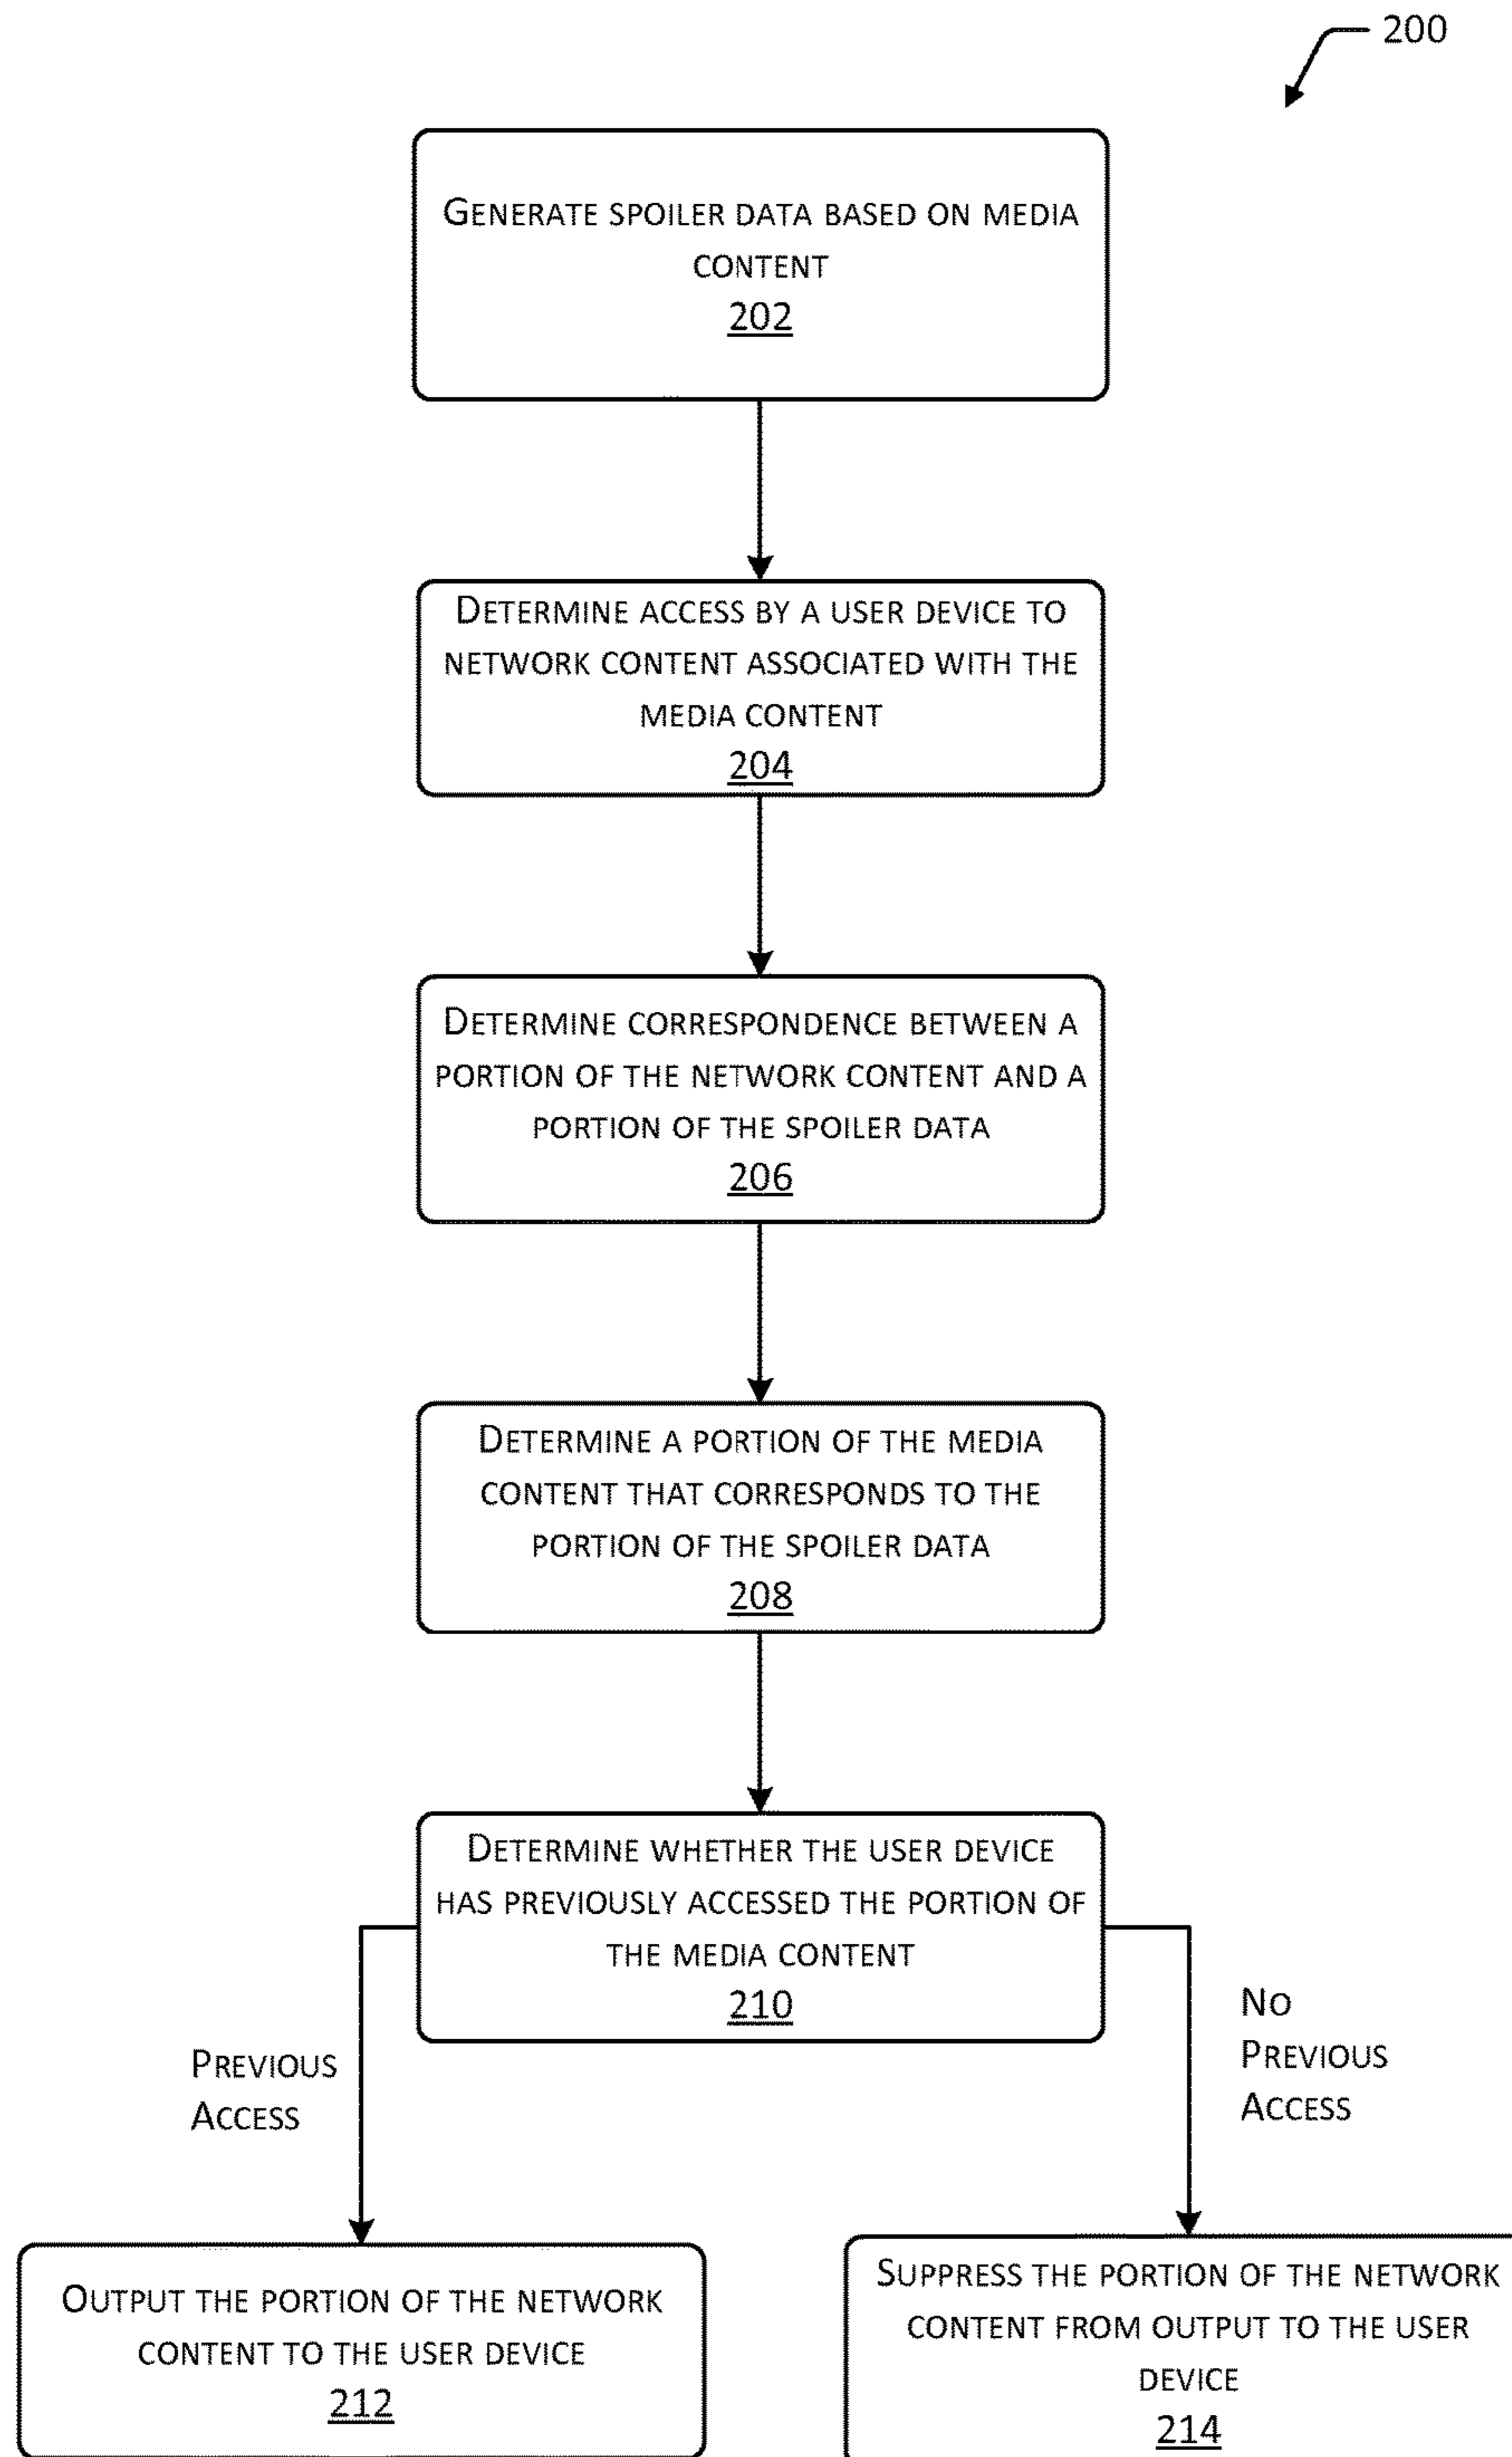 200
GENERATE SPOILER DATA BASED ON MEDIA
CONTENT
202
DETERMINE ACCESS BY A USER DEVICE TO
NETWORK CONTENT ASSOCIATED WITH THE
MEDIA CONTENT
204
DETERMINE CORRESPONDENCE BETWEEN A
PORTION OF THE NETWORK CONTENT AND A
PORTION OF THE SPOILER DATA
206
DETERMINE A PORTION OF THE MEDIA
CONTENT THAT CORRESPONDS TO THE
PORTION OF THE SPOILER DATA
208
DETERMINE WHETHER THE USER DEVICE
HAS PREVIOUSLY ACCESSED THE PORTION OF
THE MEDIA CONTENT
210
PREVIOUS
ACCESS
NO
PREVIOUS
ACCESS
OUTPUT THE PORTION OF THE NETWORK
CONTENT TO THE USER DEVICE
212
SUPPRESS THE PORTION OF THE NETWORK
CONTENT FROM OUTPUT TO THE USER
DEVICE
214